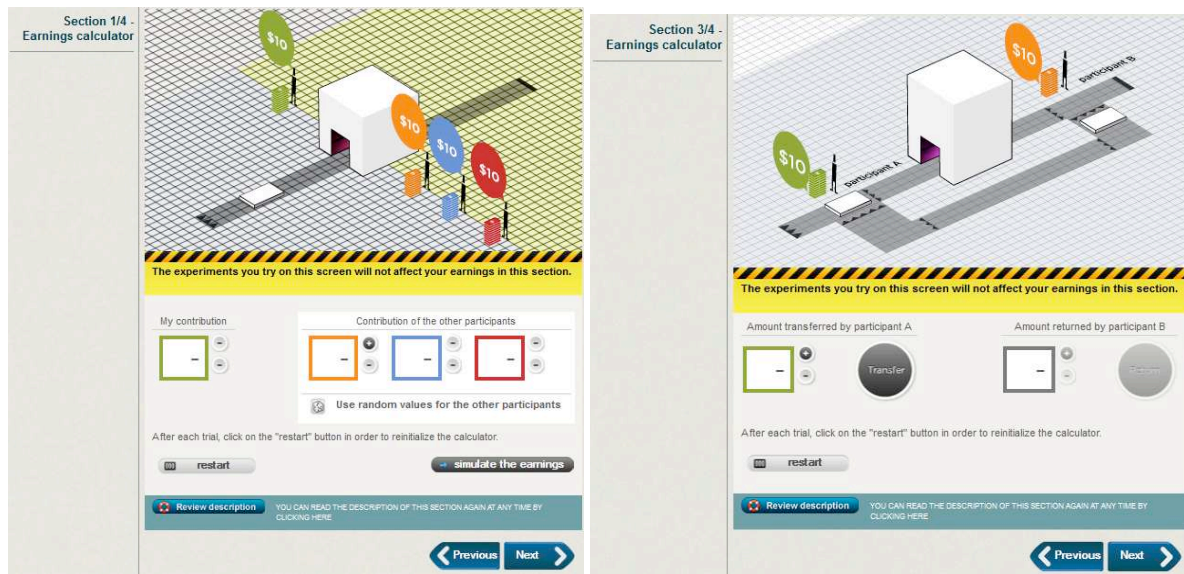 Section 1/4 -
Earnings calculator
$10
$10
$10
$10
The experiments you try on this screen will not affect your earnings in this section.
My contribution
Contribution of the other participants
Use random values for the other participants
After each trial, click on the "restart" button in order to reinitialize the calculator.
restart
simulate the earnings
Review description
YOU CAN READ THE DESCRIPTION OF THIS SECTION AGAIN AT ANY TIME BY
CLICKING HERE
Previous
Next
Section 3/4 -
Earnings calculator
$10
participant B
$10
participant A
The experiments you try on this screen will not affect your earnings in this section.
Amount transferred by participant A
Amount returned by participant B
Transfer
After each trial, click on the "restart" button in order to reinitialize the calculator.
restart
Review description
YOU CAN READ THE DESCRIPTION OF THIS SECTION AGAIN AT ANY TIME BY
CLICKING HERE
Previous
Next